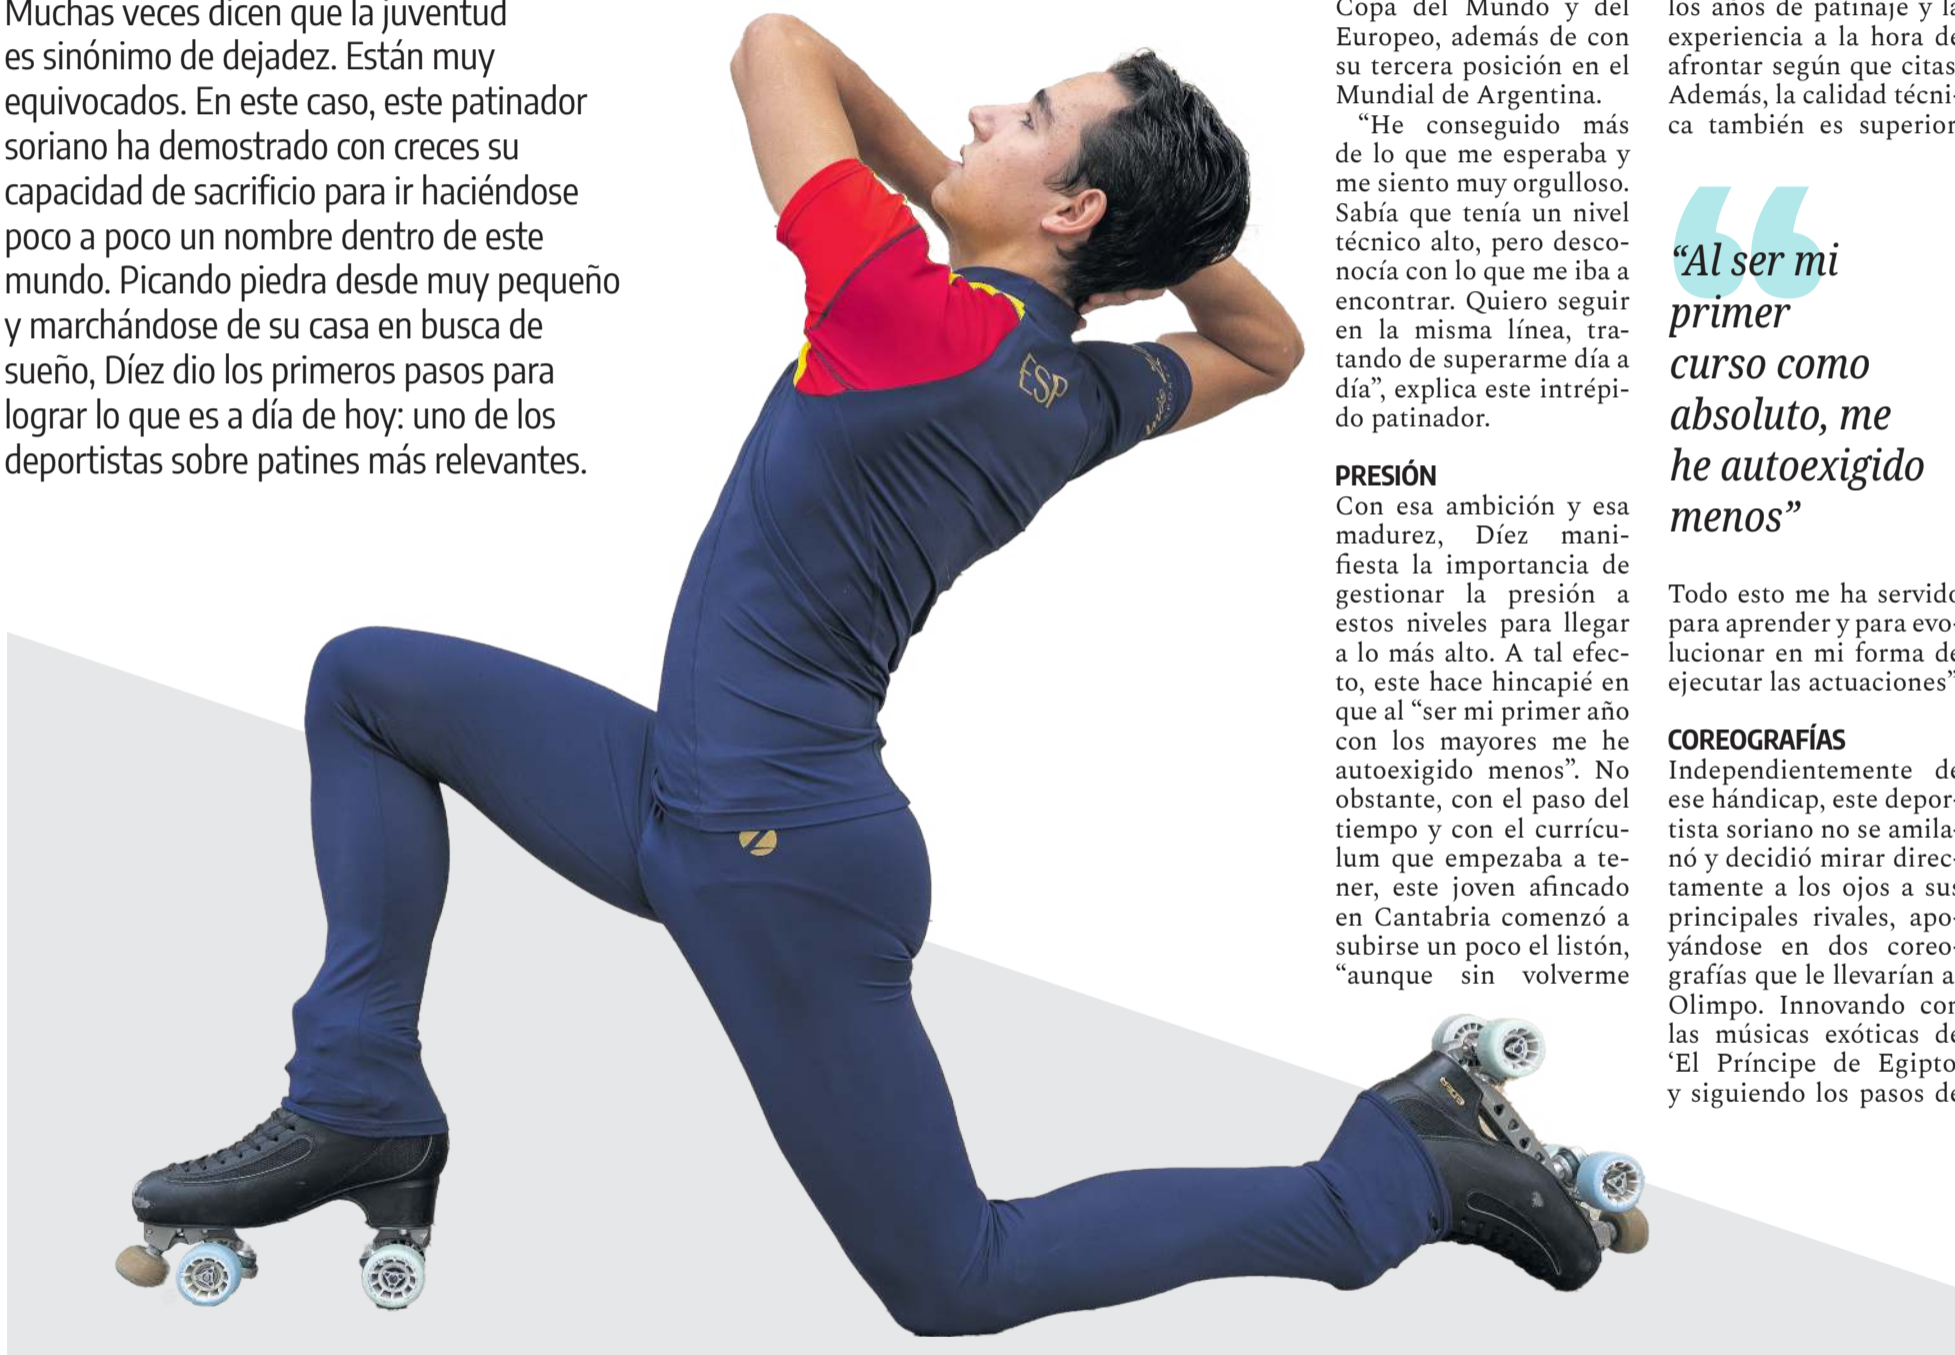 Muchas veces dicen que la juventud
es sinónimo de dejadez. Están muy
equivocados. En este caso, este patinador
soriano ha demostrado con creces su
capacidad de sacrificio para ir haciéndose
poco a poco un nombre dentro de este
mundo. Picando piedra desde muy pequeño
y marchándose de su casa en busca de
sueño, Díez dio los primeros pasos para
lograr lo que es a día de hoy: uno de los
deportistas sobre patines más relevantes.
ESP
Copa del Mundo y del
Europeo, además de con
su tercera posición en el
Mundial de Argentina.
“He conseguido más
de lo que me esperaba y
me siento muy orgulloso.
Sabía que tenía un nivel
técnico alto, pero desco-
nocía con lo que me iba a
encontrar. Quiero seguir
en la misma línea, tra-
tando de superarme día a
día”, explica este intrépi-
do patinador.
PRESIÓN
Con esa ambición y esa
madurez, Díez mani-
fiesta la importancia de
gestionar la presión a
estos niveles para llegar
a lo más alto. A tal efec-
to, este hace hincapié en
que al “ser mi primer año
con los mayores me he
autoexigido menos”. No
obstante, con el paso del
tiempo y con el currícu-
lum que empezaba a te-
ner, este joven afincado
en Cantabria comenzó a
subirse un poco el listón,
“aunque sin volverme
los años de patinaje y la
experiencia a la hora de
afrontar según que citas
Además, la calidad técni-
ca también es superior
“Al ser mi
primer
curso como
absoluto, me
he autoexigido
menos”
Todo esto me ha servido
para aprender y para evo-
lucionar en mi forma de
ejecutar las actuaciones”
COREOGRAFÍAS
Independientemente de
ese hándicap, este depor-
tista soriano no se amila-
nó y decidió mirar direc-
tamente a los ojos a sus
principales rivales, apo-
yándose en dos coreo-
grafías que le llevarían a
Olimpo. Innovando con
las músicas exóticas de
‘El Príncipe de Egipto
y siguiendo los pasos de